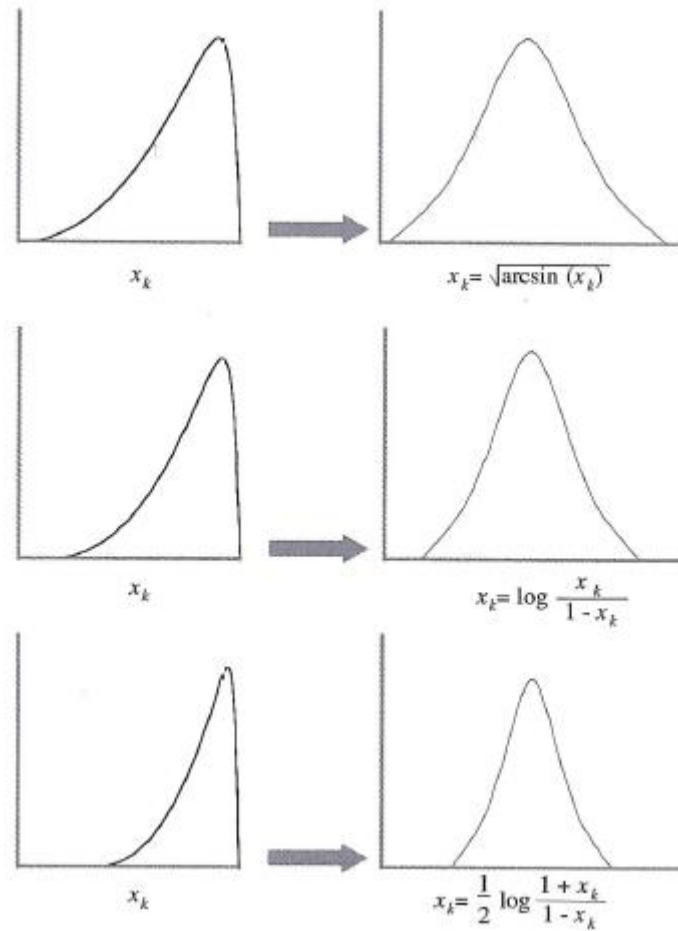 x_k
x_k = √arcsin (x_k)
x_k
x_k = log x_k / 1 - x_k
x_k
x_k = 1/2 log 1 + x_k / 1 - x_k